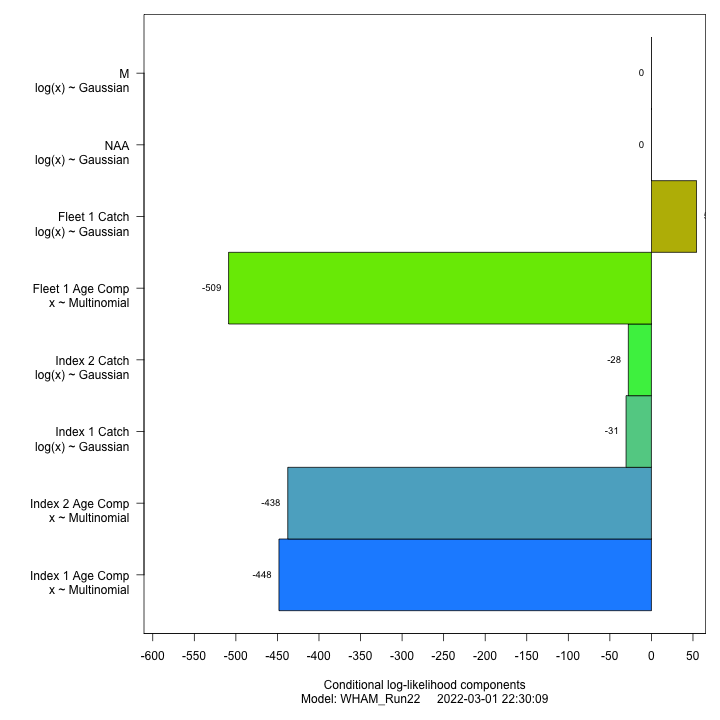 M
log(x) ~ Gaussian
0
NAA
log(x) ~ Gaussian
0
Fleet 1 Catch
log(x) ~ Gaussian
Fleet 1 Age Comp
x ~ Multinomial
-509
Index 2 Catch
log(x) ~ Gaussian
-28
Index 1 Catch
log(x) ~ Gaussian
-31
Index 2 Age Comp
x ~ Multinomial
-438
Index 1 Age Comp
x ~ Multinomial
-448
-600 -550 -500 -450 -400 -350 -300 -250 -200 -150 -100 -50 0 50
Conditional log-likelihood components
Model: WHAM_Run22 2022-03-01 22:30:09